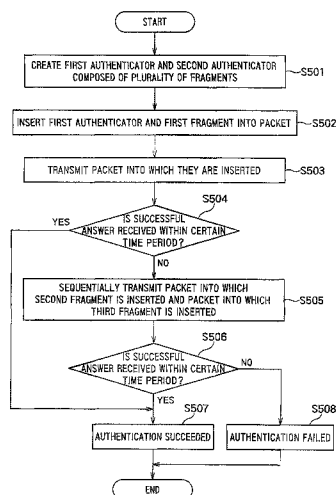 START
CREATE FIRST AUTHENTICATOR AND SECOND AUTHENTICATOR
COMPOSED OF PLURALITY OF FRAGMENTS
S501
INSERT FIRST AUTHENTICATOR AND FIRST FRAGMENT INTO PACKET
S502
TRANSMIT PACKET INTO WHICH THEY ARE INSERTED
S503
S504
YES
IS SUCCESSFUL
ANSWER RECEIVED WITHIN CERTAIN
TIME PERIOD?
NO
SEQUENTIALLY TRANSMIT PACKET INTO WHICH
SECOND FRAGMENT IS INSERTED AND PACKET INTO WHICH
THIRD FRAGMENT IS INSERTED
S505
S506
IS SUCCESSFUL
ANSWER RECEIVED WITHIN CERTAIN
TIME PERIOD?
NO
YES
S507
S508
AUTHENTICATION SUCCEEDED
AUTHENTICATION FAILED
END